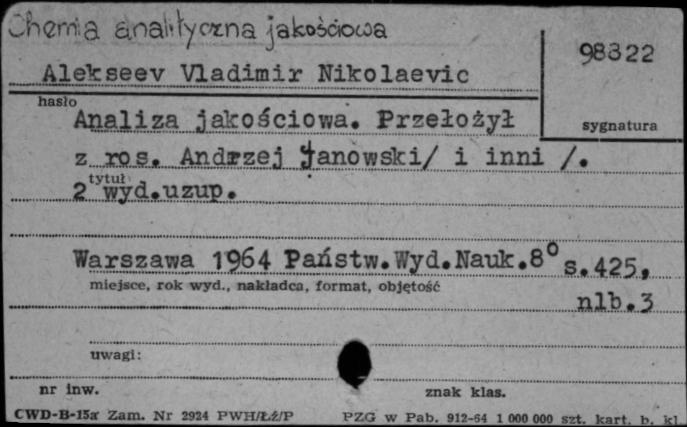 Chemia analityczna jakościowa
98322
Alekseev Vladimir Nikolaevic
hasło
Analiza jakościowa. Przełożył
sygnatura
z ros. Andrzej Janowski/ i inni /.
tytuł
2 wyd.uzup.
Warszawa 1964 Państw.Wyd.Nauk.8° s.425,
miejsce, rok wyd., nakładca, format, objętość
nlb.3
uwagi:
nr inw.
znak klas.
CWD-B-15a Zam. Nr 2924 PWH/Łź/P PZG w Pab. 912-64 1 000 000 szt. kart. b. kl.